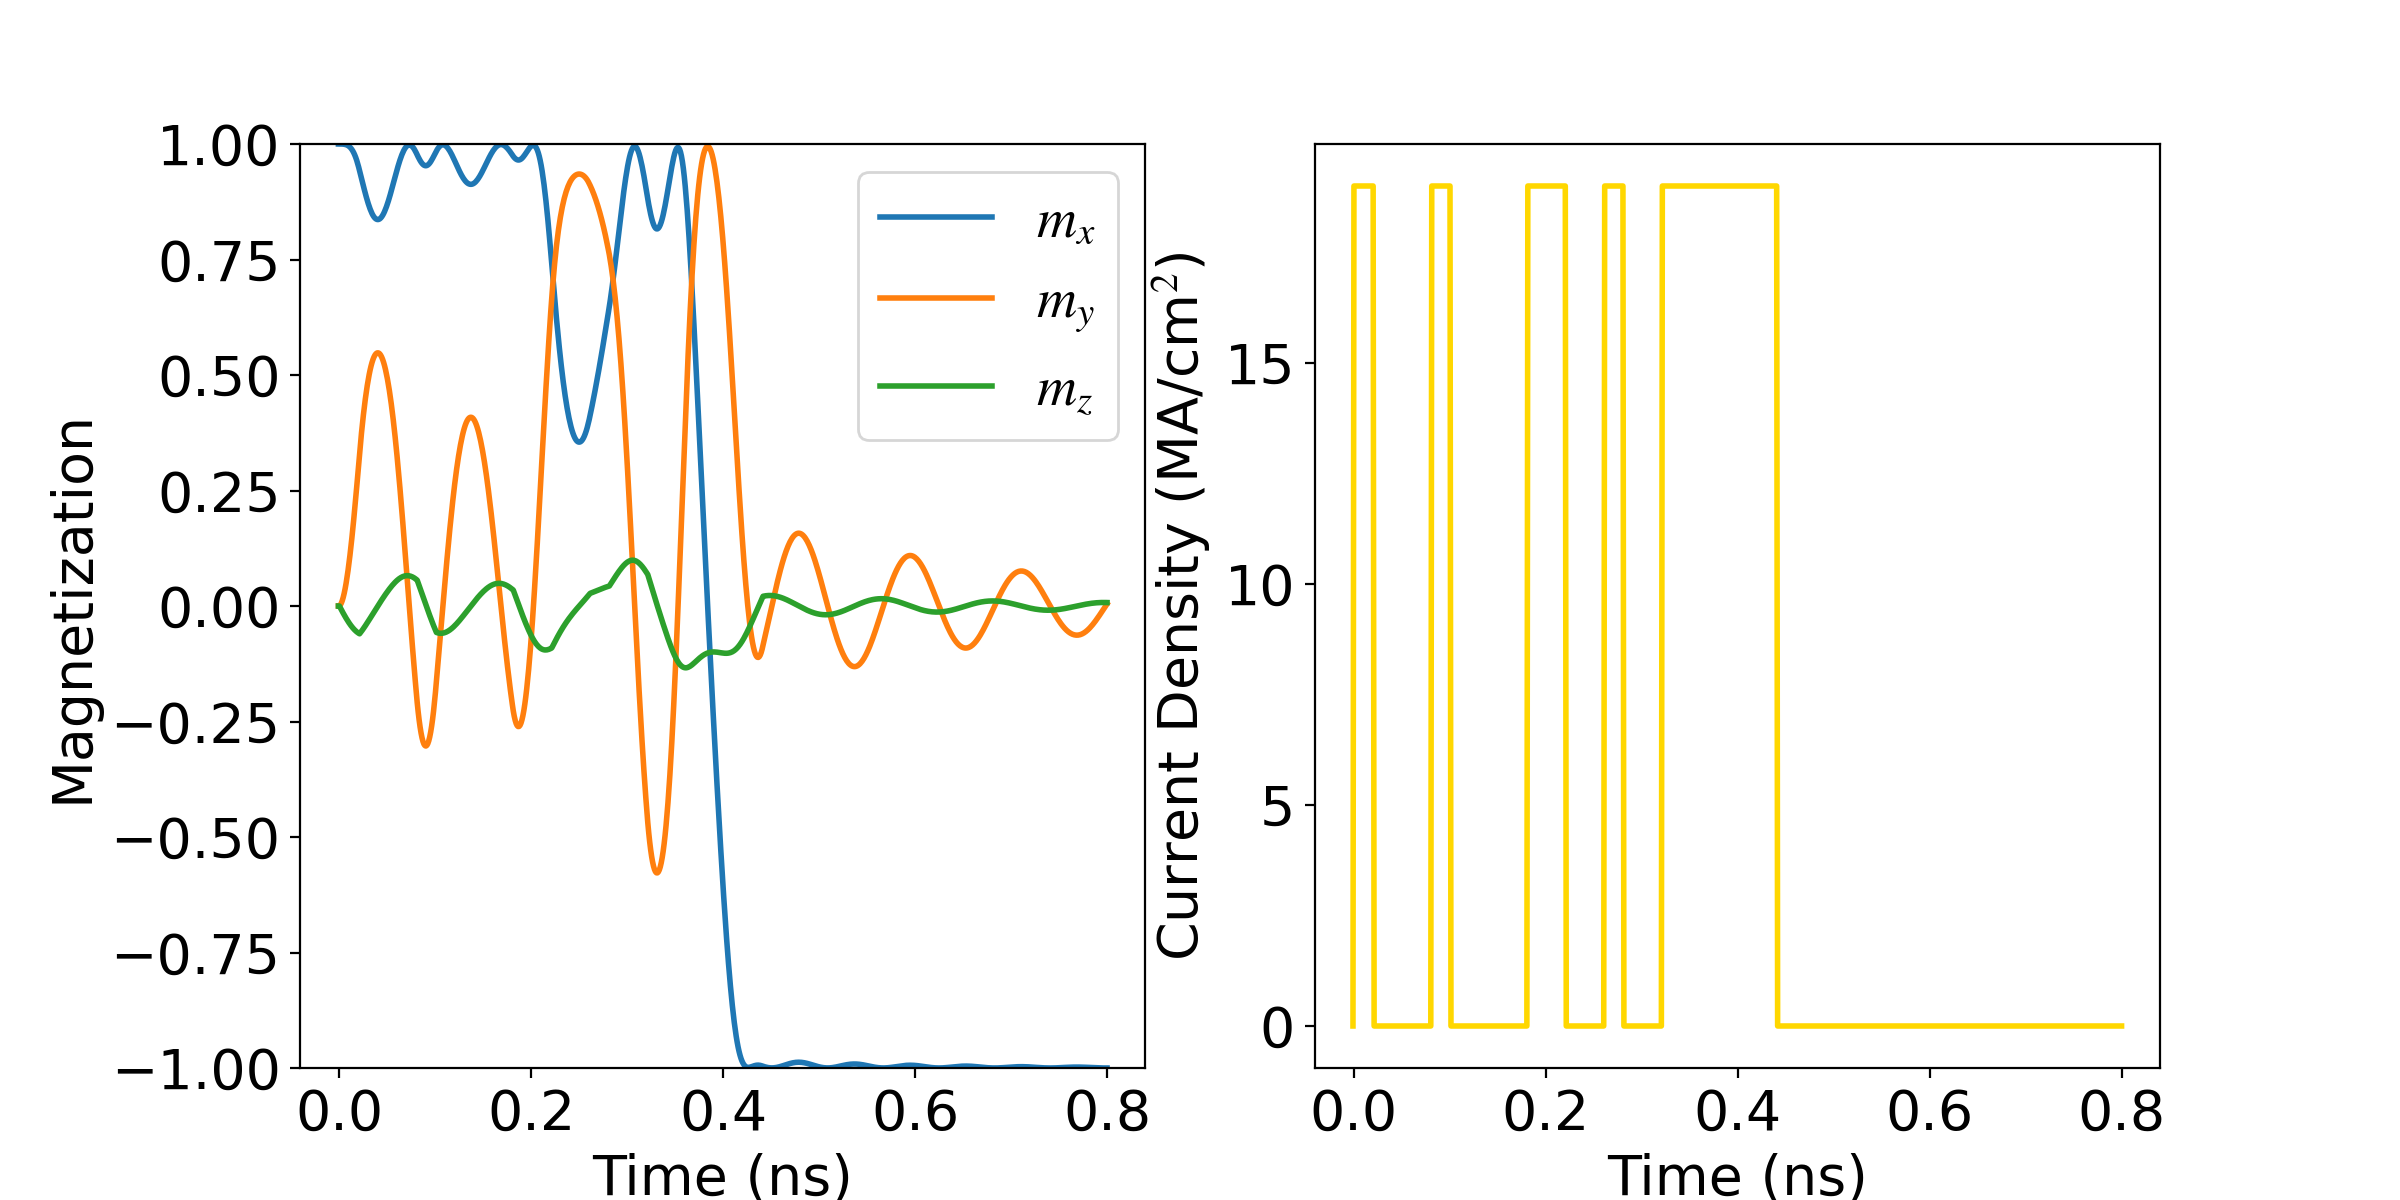 Magnetization
1.00
0.75
0.50
0.25
0.00
−0.25
−0.50
−0.75
−1.00
0.0 0.2 0.4 0.6 0.8
Time (ns)
m_x
m_y
m_z
Current Density (MA/cm²)
15
10
5
0
0.0 0.2 0.4 0.6 0.8
Time (ns)